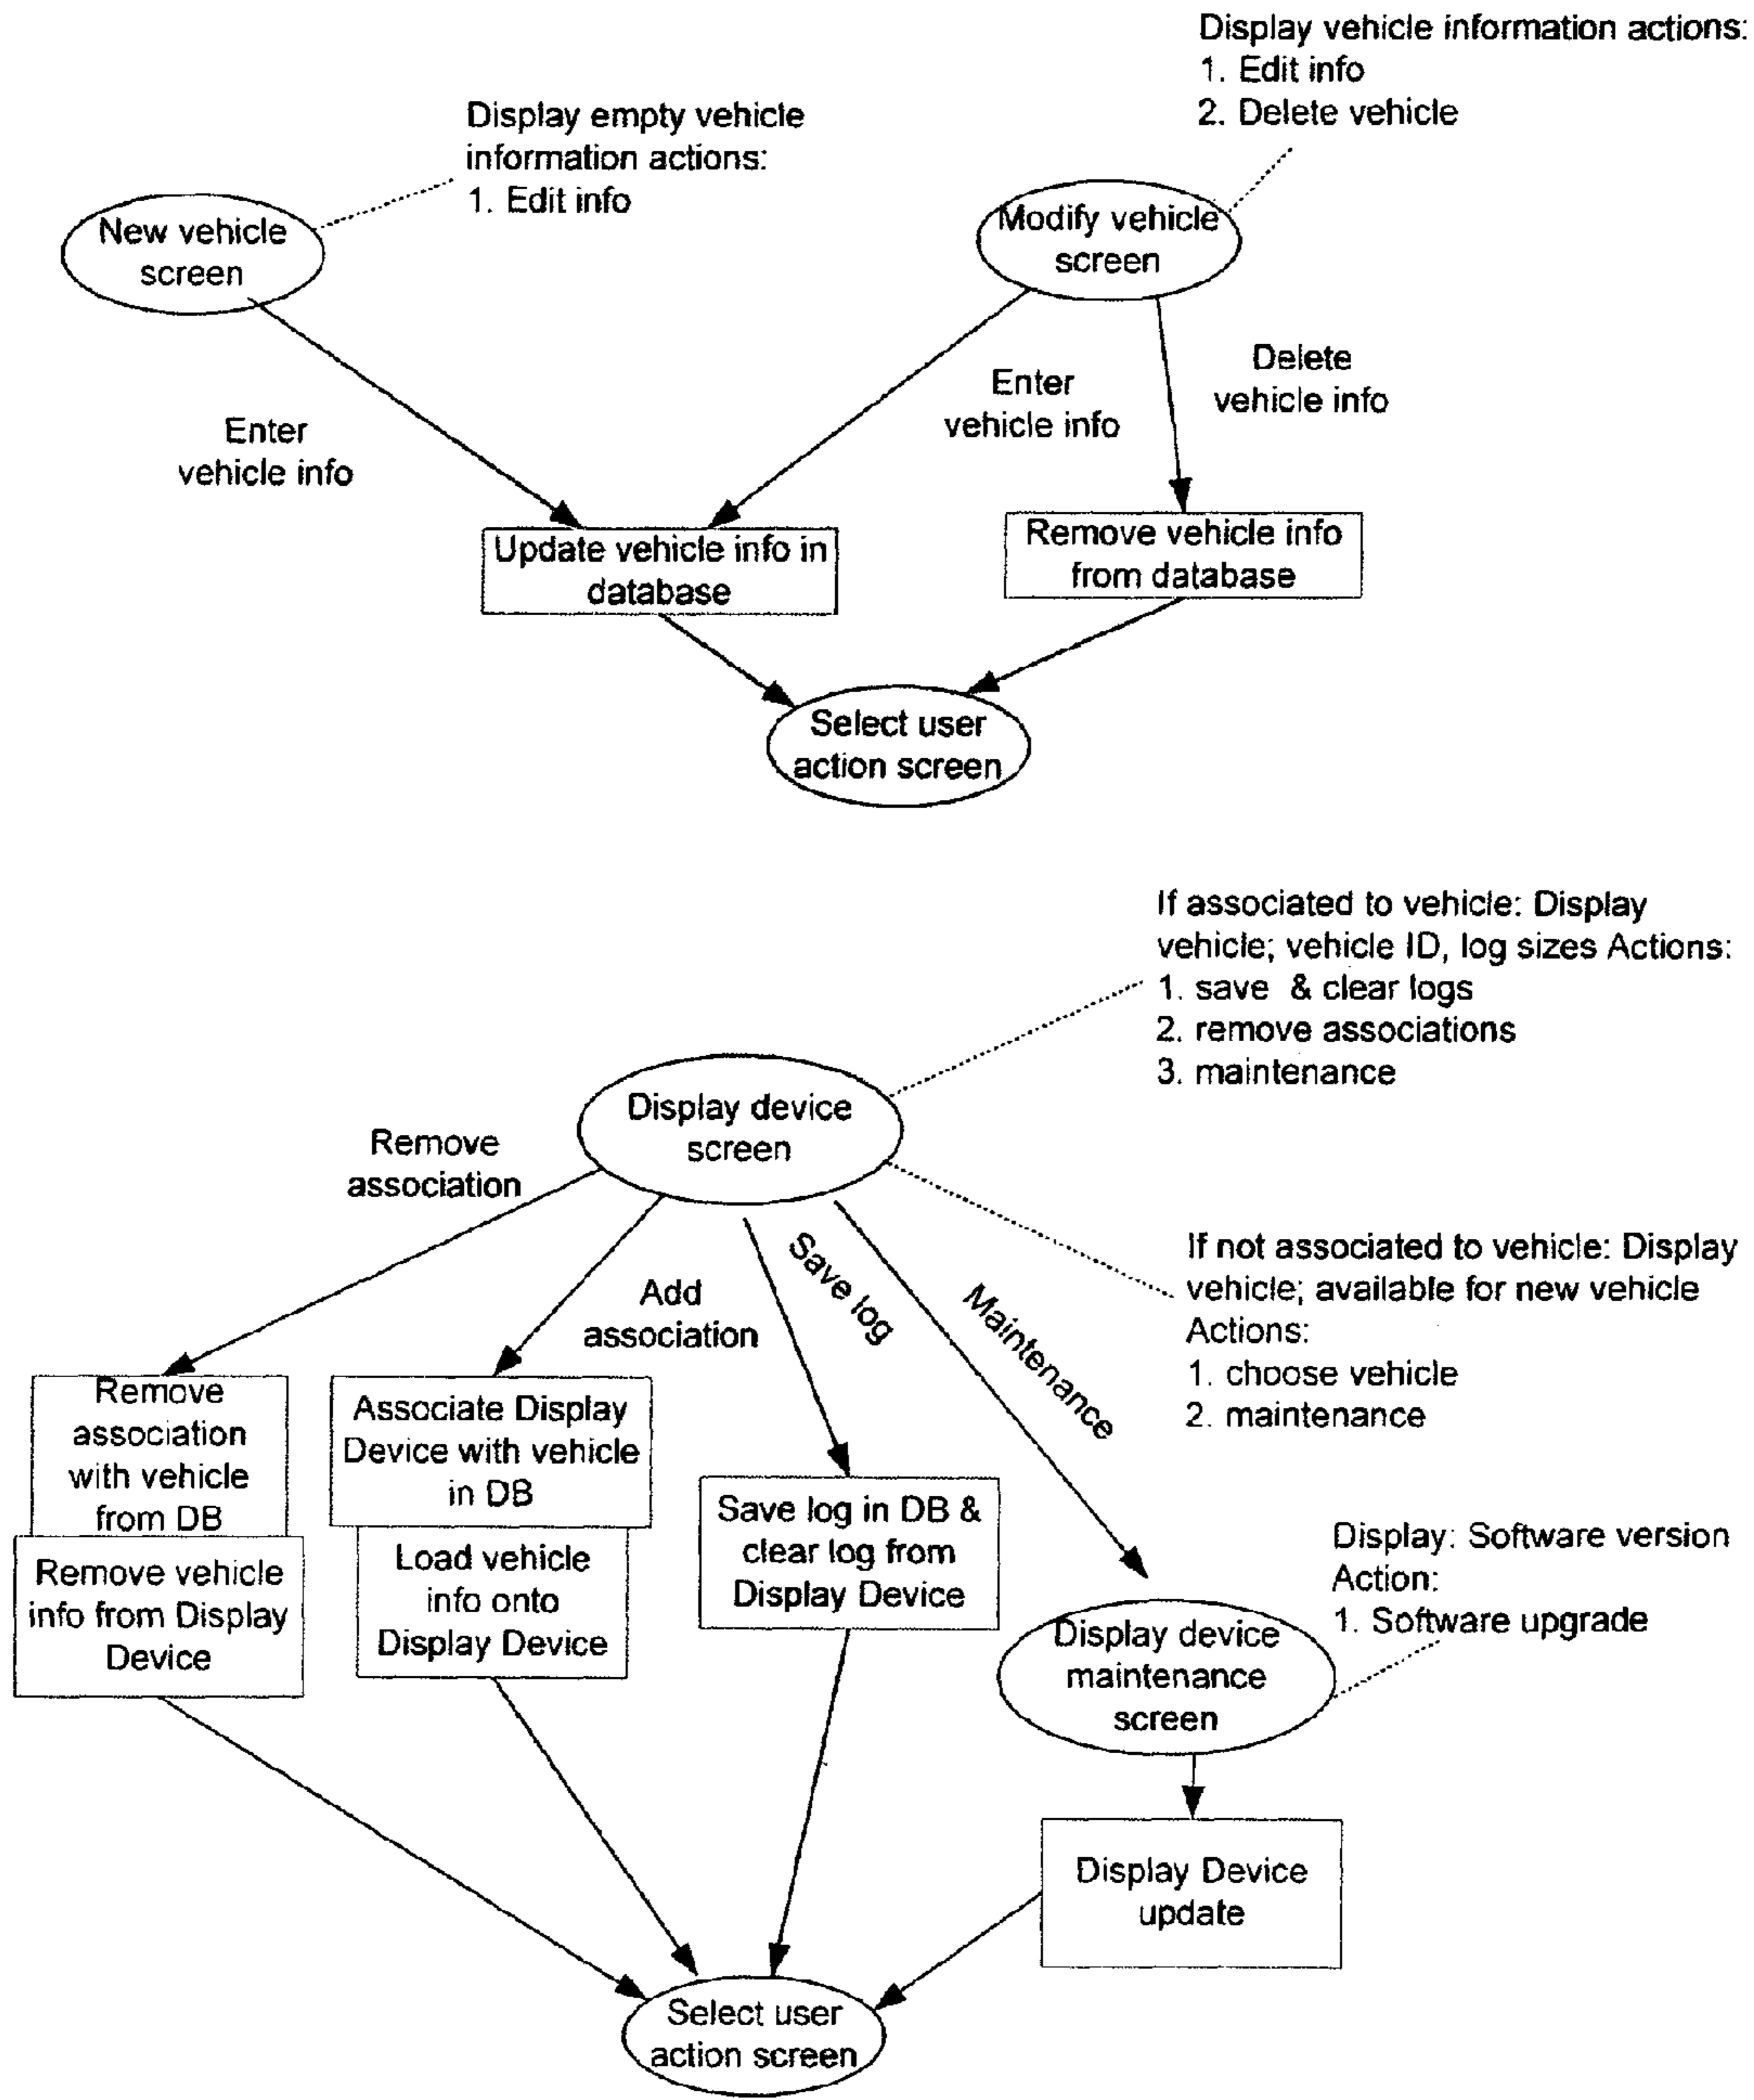 Display vehicle information actions:
1. Edit info
2. Delete vehicle
Display empty vehicle
information actions:
1. Edit info
New vehicle
screen
Modify vehicle
screen
Enter
vehicle info
Enter
vehicle info
Delete
vehicle info
Update vehicle info in
database
Remove vehicle info
from database
Select user
action screen
If associated to vehicle: Display
vehicle; vehicle ID, log sizes Actions:
1. save & clear logs
2. remove associations
3. maintenance
Display device
screen
Remove
association
Add
association
Save log
Maintenance
If not associated to vehicle: Display
vehicle; available for new vehicle
Actions:
1. choose vehicle
2. maintenance
Remove
association
with vehicle
from DB
Remove vehicle
info from Display
Device
Associate Display
Device with vehicle
in DB
Load vehicle
info onto
Display Device
Save log in DB &
clear log from
Display Device
Display: Software version
Action:
1. Software upgrade
Display device
maintenance
screen
Display Device
update
Select user
action screen